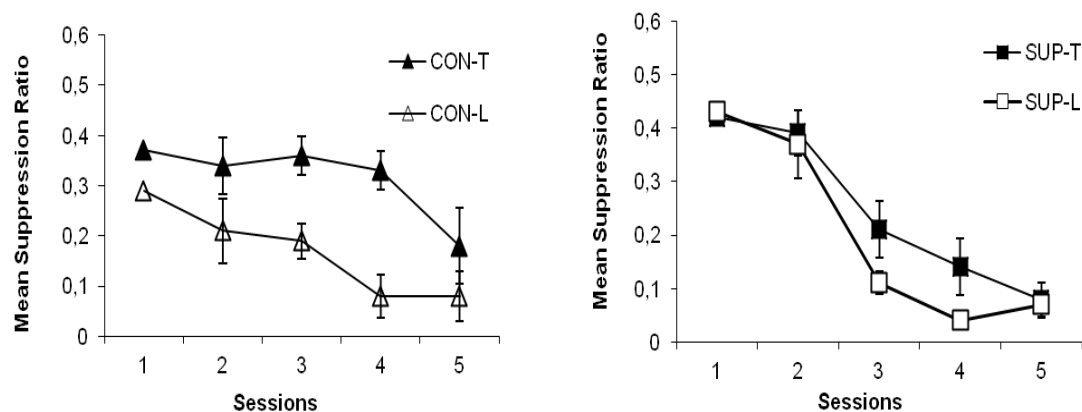 Mean Suppression Ratio
0,6
0,5
0,4
0,3
0,2
0,1
0
1 2 3 4 5
Sessions
CON-T
CON-L
Mean Suppression Ratio
0,6
0,5
0,4
0,3
0,2
0,1
0
1 2 3 4 5
Sessions
SUP-T
SUP-L